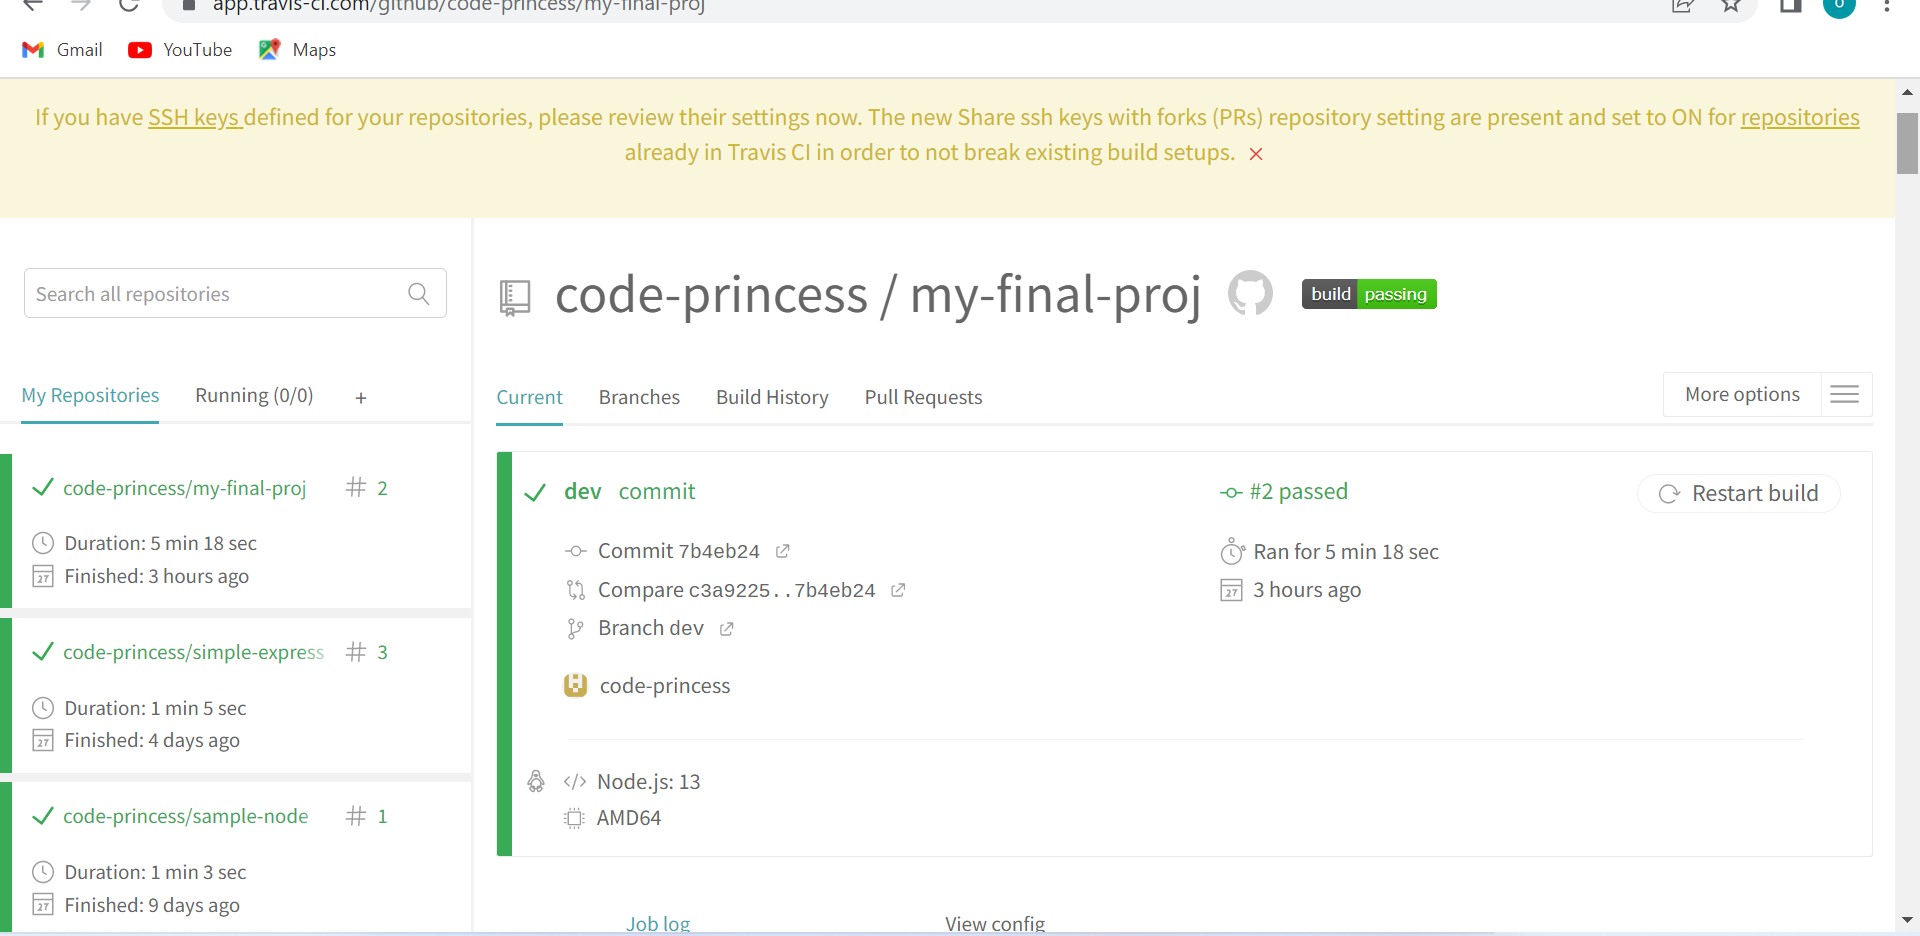 app.travis-ci.com/github/code-princess/my-final-proj
Gmail
YouTube
Maps
If you have SSH keys defined for your repositories, please review their settings now. The new Share ssh keys with forks (PRs) repository setting are present and set to ON for repositories
already in Travis CI in order to not break existing build setups.
Search all repositories
My Repositories
Running (0/0)
+
code-princess/my-final-proj
# 2
Duration: 5 min 18 sec
27
Finished: 3 hours ago
code-princess/simple-express
# 3
Duration: 1 min 5 sec
27
Finished: 4 days ago
code-princess/sample-node
# 1
Duration: 1 min 3 sec
27
Finished: 9 days ago
code-princess / my-final-proj
build passing
Current
Branches
Build History
Pull Requests
More options
dev commit
Commit 7b4eb24
Compare c3a9225..7b4eb24
Branch dev
code-princess
#2 passed
Ran for 5 min 18 sec
27
3 hours ago
Restart build
Node.js: 13
AMD64
Job log
View config